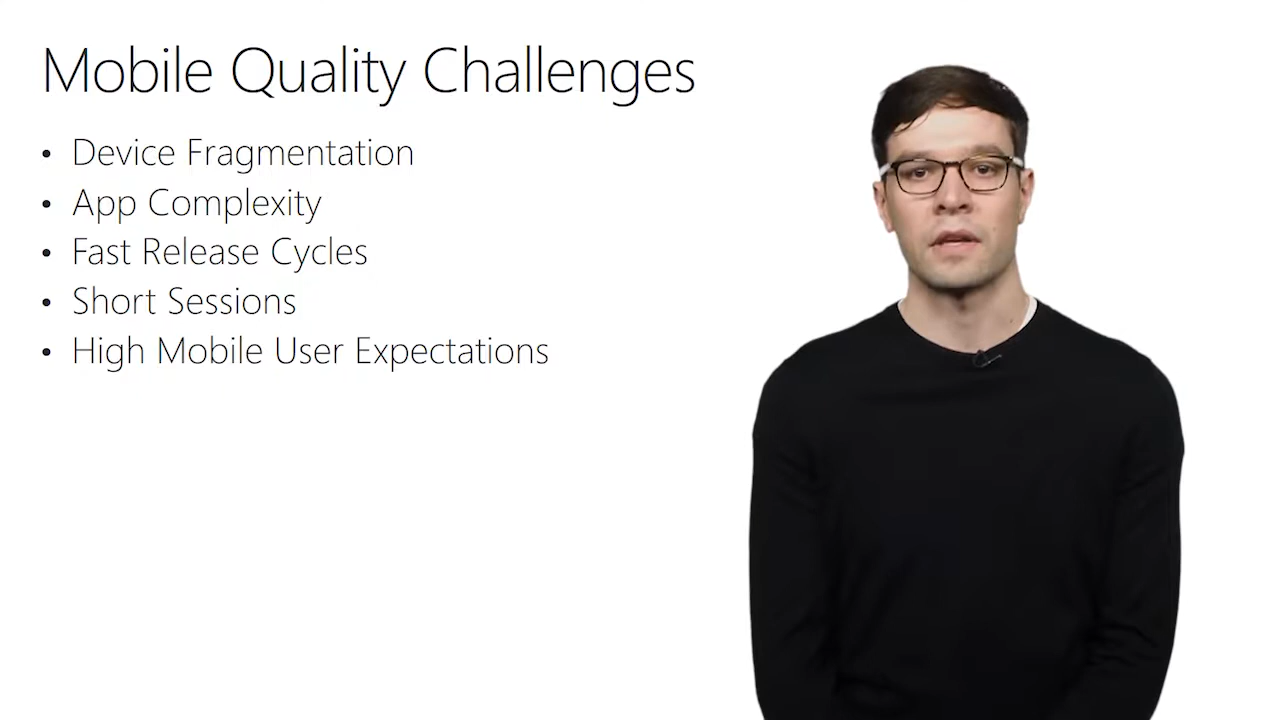 Mobile Quality Challenges
• Device Fragmentation
• App Complexity
• Fast Release Cycles
• Short Sessions
• High Mobile User Expectations